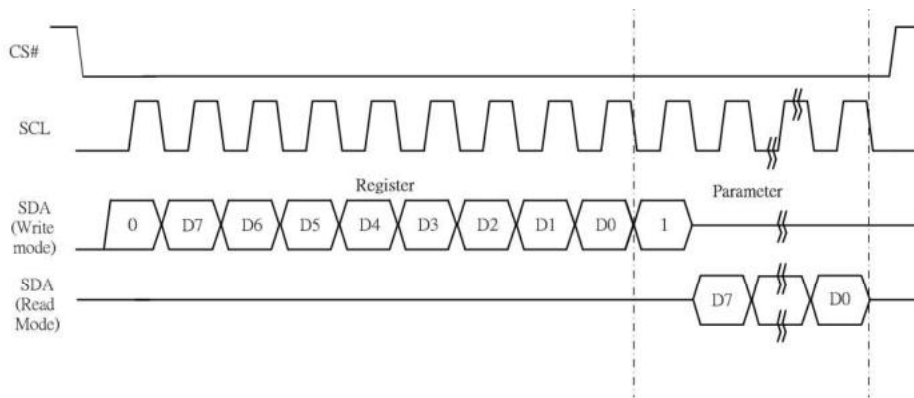 CS#
SCL
Register
Parameter
SDA
(Write
mode)
0 D7 D6 D5 D4 D3 D2 D1 D0 1
SDA
(Read
Mode)
D7 D0